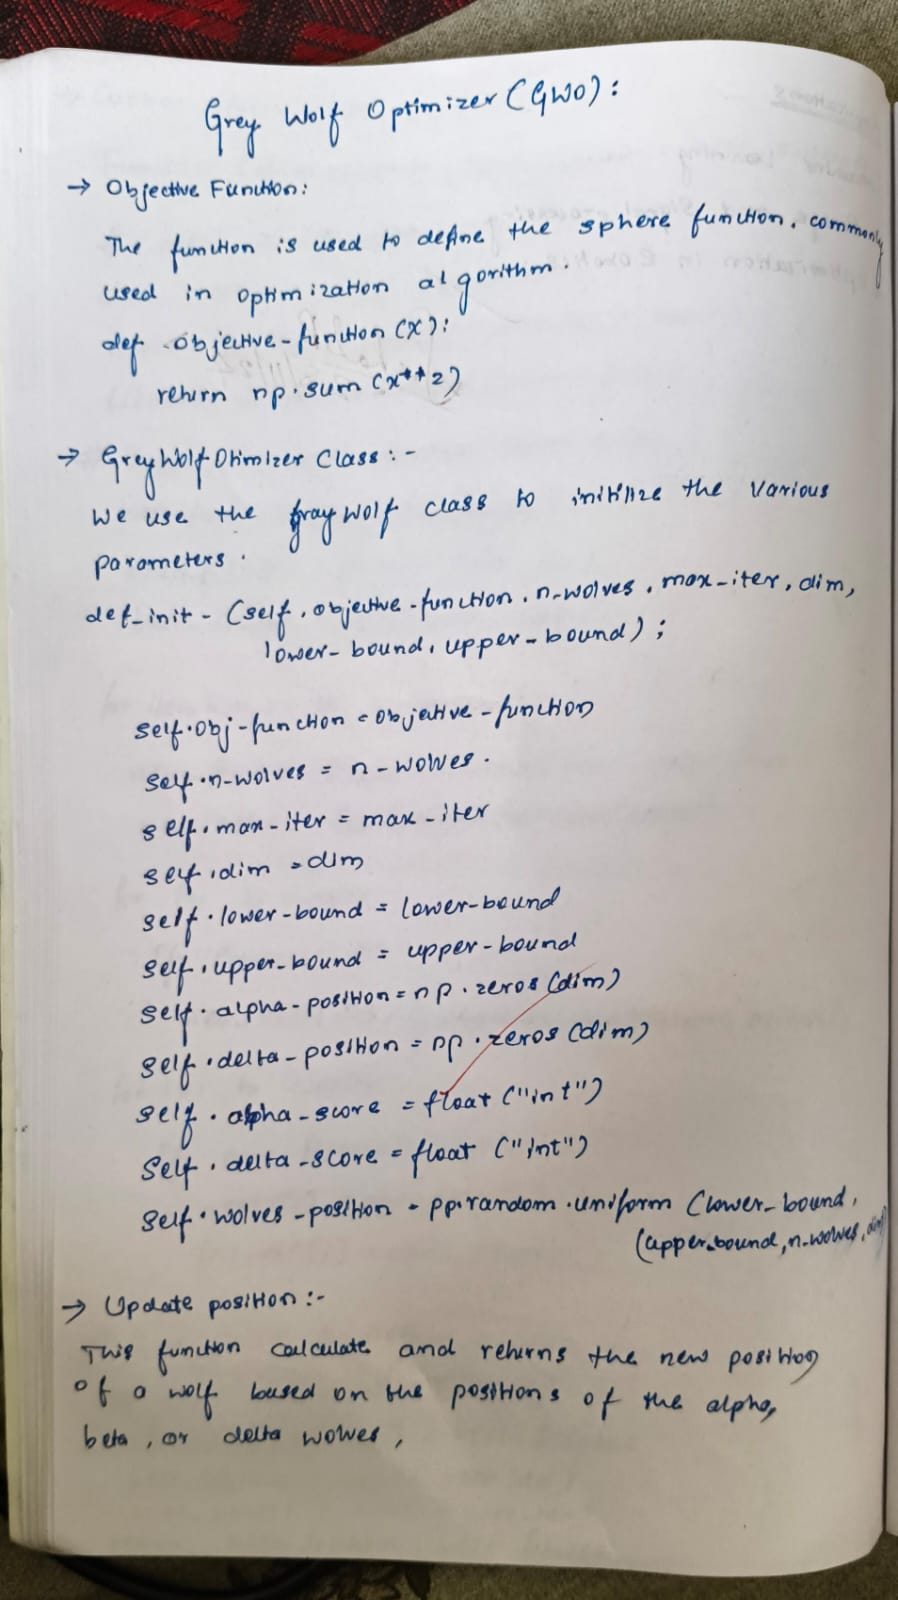 Grey Wolf Optimizer (GWO):
→ Objective Function:
The function is used to define the sphere function, commonly
used in optimization algorithm.
def objective-function (x):
return np.sum (x**2)
→ GreyWolf Otimizer Class :-
We use the gray wolf class to initilize the various
parameters.
def_init - (self, objective-function, n-wolves, max-iter, dim,
lower-bound, upper-bound);
self.obj-function = objective-function
self.n-wolves = n-wolves.
self.max-iter = max-iter
self.dim = dim
self.lower-bound = lower-bound
self.upper-bound = upper-bound
self.alpha-position = np.zeros (dim)
self.delta-position = np.zeros (dim)
self.alpha-score = float ("int")
self.delta-score = float ("int")
self.wolves-position = pp.random.uniform (lower-bound,
(upper-bound, n-wolves, dim)
→ Update position :-
This function calculate and returns the new position
of a wolf based on the positions of the alpha,
beta, or delta wolves,